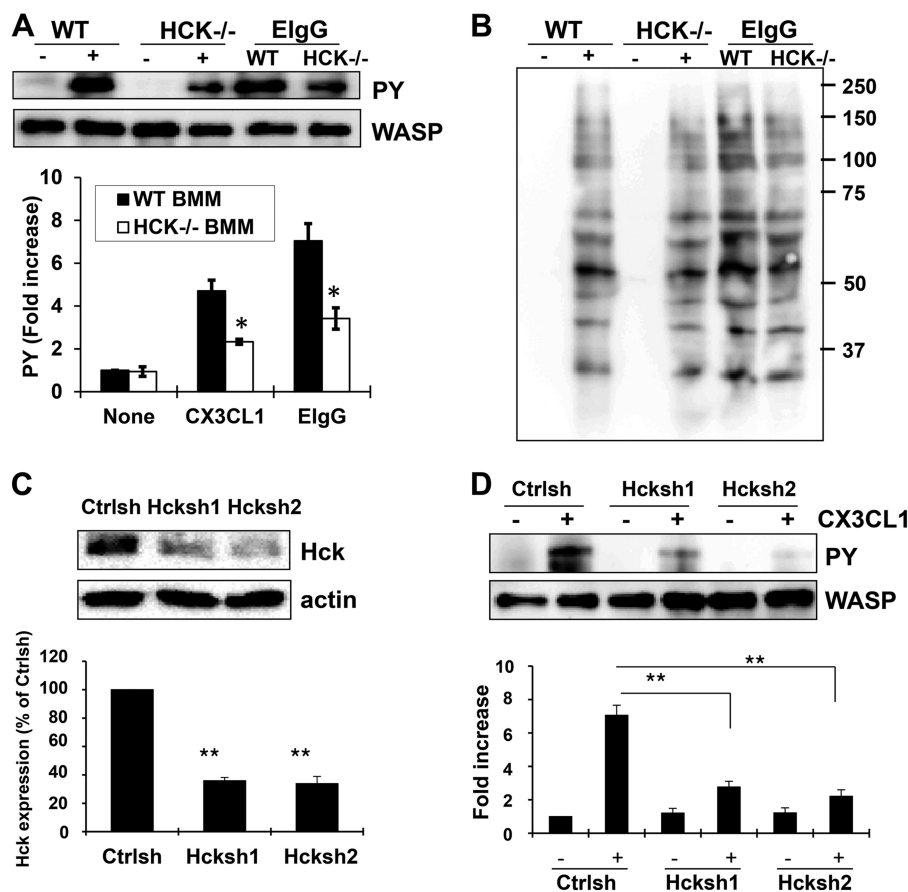 A
WT HCK-/- EIgG
- + - + WT HCK-/-
PY
WASP
PY (Fold increase)
10
8
6
4
2
0
WT BMM
HCK-/- BMM
*
*
None CX3CL1 EIgG
B
WT HCK-/- EIgG
- + - + WT HCK-/-
250
150
100
75
50
37
C
Ctrlsh Hcksh1 Hcksh2
Hck
actin
Hck expression (% of Ctrlsh)
120
100
80
60
40
20
0
** **
Ctrlsh Hcksh1 Hcksh2
D
Ctrlsh Hcksh1 Hcksh2
- + - + - + CX3CL1
PY
WASP
Fold increase
10
8
6
4
2
0
**
**
- + - + - +
Ctrlsh Hcksh1 Hcksh2